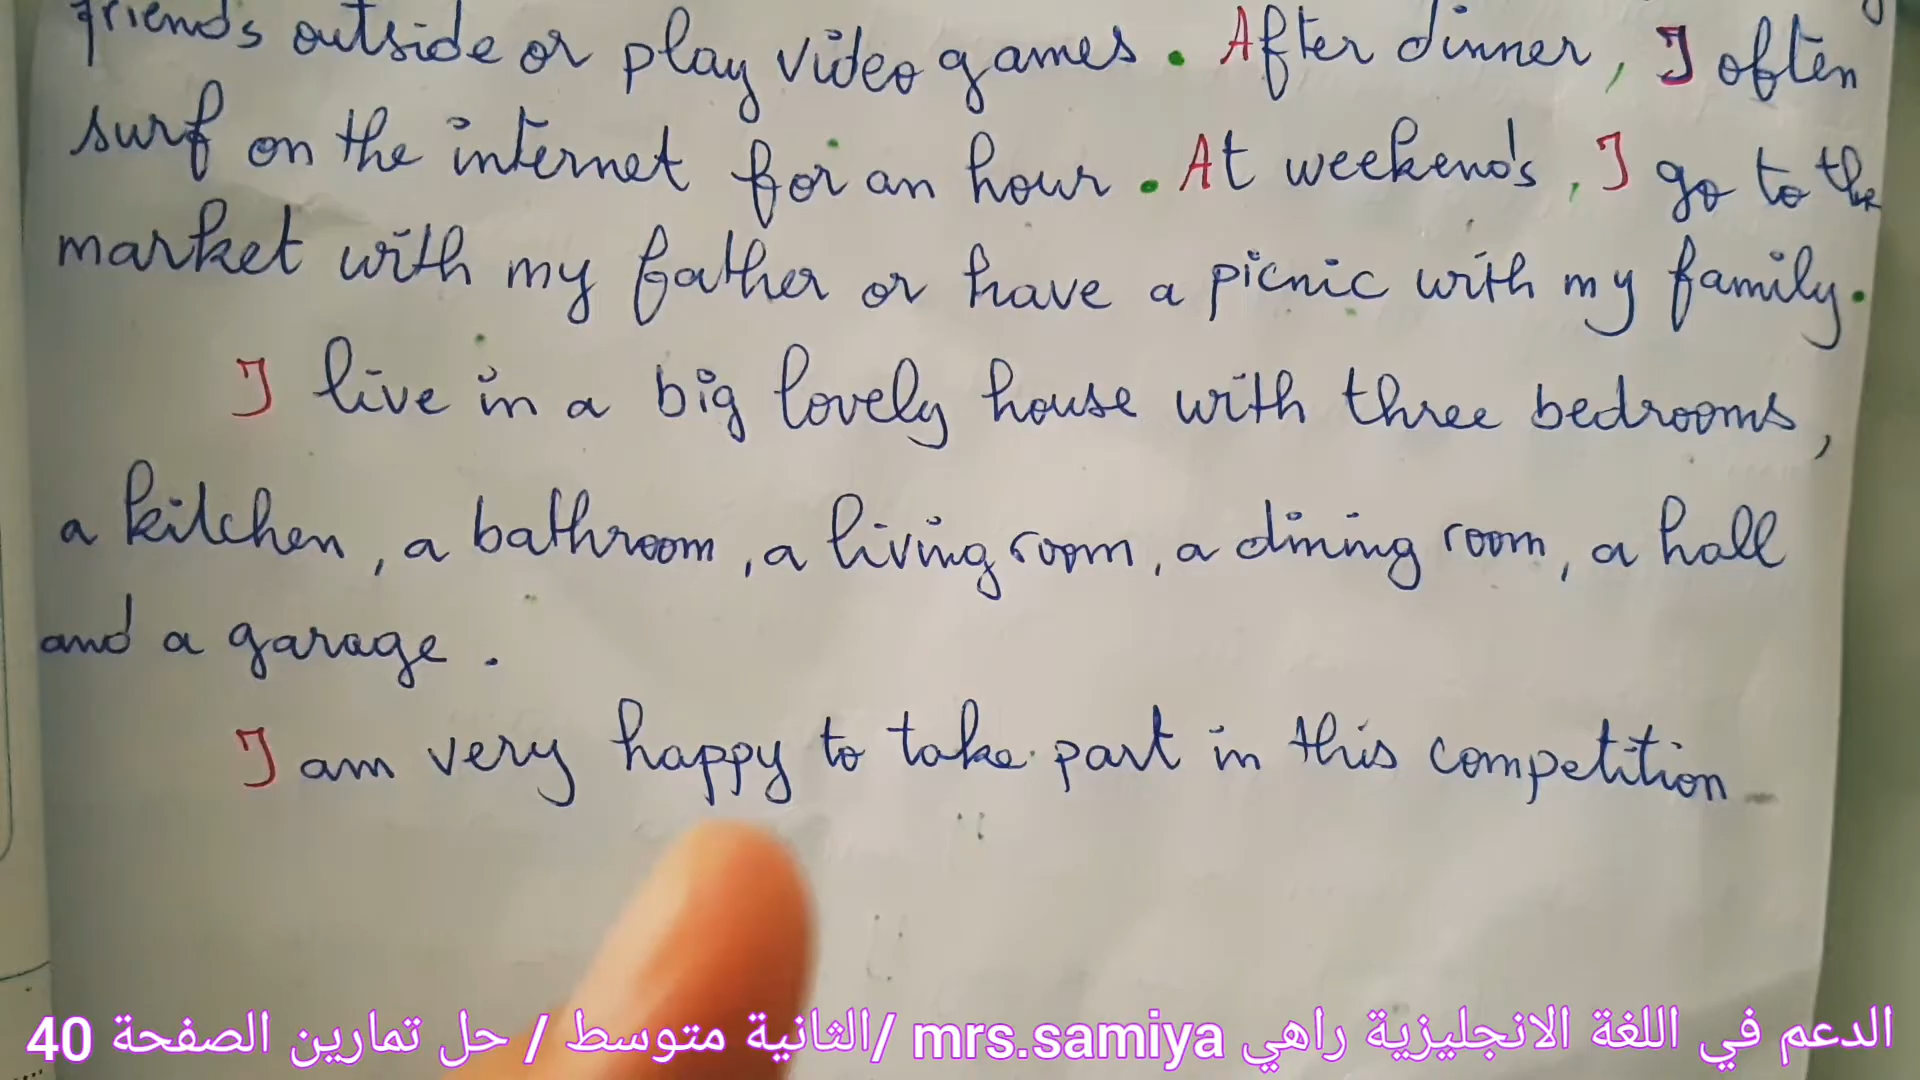 friends outside or play video games. After dinner, I often
surf on the internet for an hour. At weekends, I go to the
market with my father or have a picnic with my family.
I live in a big lovely house with three bedrooms,
a kitchen, a bathroom, a living room, a dining room, a hall
and a garage.
I am very happy to take part in this competition
الدعم في اللغة الانجليزية راهي mrs.samiya /الثانية متوسط / حل تمارين الصفحة 40